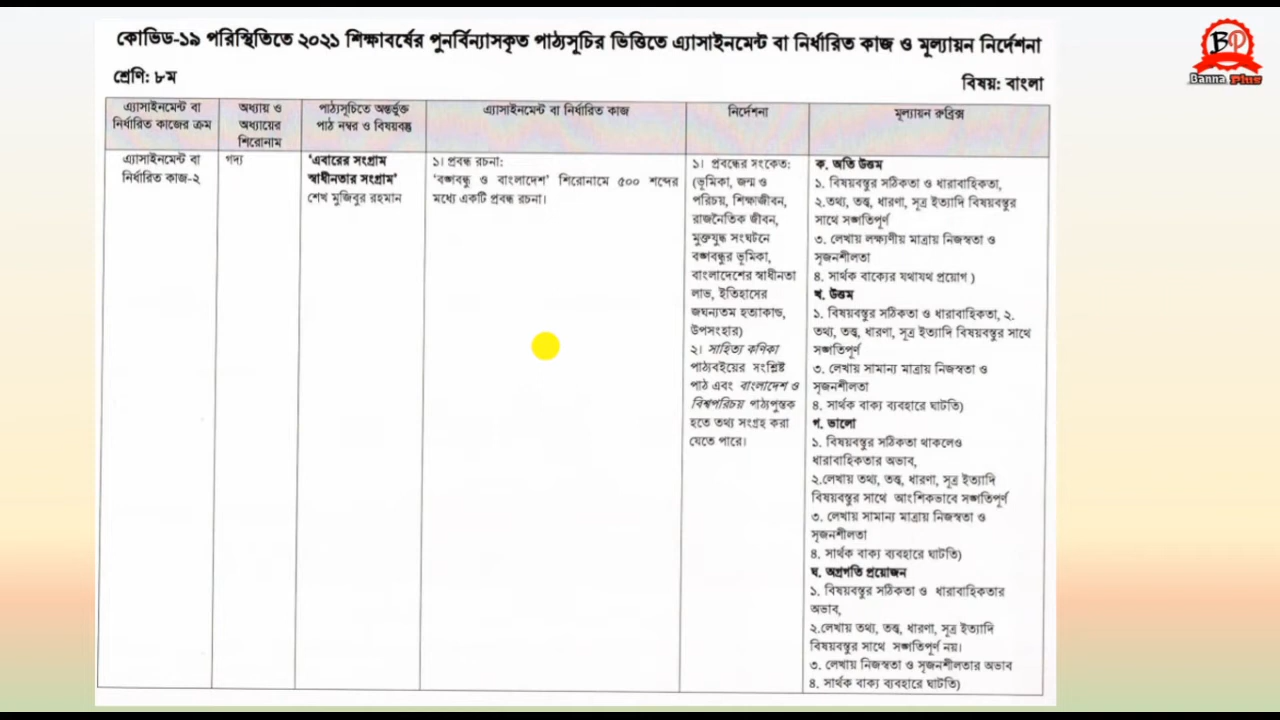 কোভিড-১৯ পরিস্থিতিতে ২০২১ শিক্ষাবর্ষের পুনর্বিন্যাসকৃত পাঠ্যসূচির ভিত্তিতে এ্যাসাইনমেন্ট বা নির্ধারিত কাজ ও মূল্যায়ন নির্দেশনা
শ্রেণি: ৮ম
বিষয়: বাংলা
BP
Banna Plus
এ্যাসাইনমেন্ট বা
নির্ধারিত কাজের ক্রম
অধ্যায় ও
অধ্যায়ের
শিরোনাম
পাঠ্যসূচিতে অন্তর্ভুক্ত
পাঠ নম্বর ও বিষয়বস্তু
এ্যাসাইনমেন্ট বা নির্ধারিত কাজ
নির্দেশনা
মূল্যায়ন রুব্রিক্স
এ্যাসাইনমেন্ট বা
নির্ধারিত কাজ-২
গদ্য
‘এবারের সংগ্রাম
স্বাধীনতার সংগ্রাম’
শেখ মুজিবুর রহমান
১। প্রবন্ধ রচনা:
‘বঙ্গবন্ধু ও বাংলাদেশ’ শিরোনামে ৫০০ শব্দের
মধ্যে একটি প্রবন্ধ রচনা।
১। প্রবন্ধের সংকেত:
(ভূমিকা, জন্ম ও
পরিচয়, শিক্ষাজীবন,
রাজনৈতিক জীবন,
মুক্তযুদ্ধ সংঘটনে
বঙ্গবন্ধুর ভূমিকা,
বাংলাদেশের স্বাধীনতা
লাভ, ইতিহাসের
জঘন্যতম হত্যাকান্ড,
উপসংহার)
২। সাহিত্য কণিকা
পাঠ্যবইয়ের সংশ্লিষ্ট
পাঠ এবং বাংলাদেশ ও
বিশ্বপরিচয় পাঠ্যপুস্তক
হতে তথ্য সংগ্রহ করা
যেতে পারে।
ক. অতি উত্তম
১. বিষয়বস্তুর সঠিকতা ও ধারাবাহিকতা,
২.তথ্য, তত্ত্ব, ধারণা, সূত্র ইত্যাদি বিষয়বস্তুর
সাথে সঙ্গতিপূর্ণ
৩. লেখায় লক্ষ্যণীয় মাত্রায় নিজস্বতা ও
সৃজনশীলতা
৪. সার্থক বাক্যের যথাযথ প্রয়োগ )
খ. উত্তম
১. বিষয়বস্তুর সঠিকতা ও ধারাবাহিকতা, ২.
তথ্য, তত্ত্ব, ধারণা, সূত্র ইত্যাদি বিষয়বস্তুর সাথে
সঙ্গতিপূর্ণ
৩. লেখায় সামান্য মাত্রায় নিজস্বতা ও
সৃজনশীলতা
৪. সার্থক বাক্য ব্যবহারে ঘাটতি)
গ. ভালো
১. বিষয়বস্তুর সঠিকতা থাকলেও
ধারাবাহিকতার অভাব,
২.লেখায় তথ্য, তত্ত্ব, ধারণা, সূত্র ইত্যাদি
বিষয়বস্তুর সাথে আংশিকভাবে সঙ্গতিপূর্ণ
৩. লেখায় সামান্য মাত্রায় নিজস্বতা ও
সৃজনশীলতা
৪. সার্থক বাক্য ব্যবহারে ঘাটতি)
ঘ. অগ্রগতি প্রয়োজন
১. বিষয়বস্তুর সঠিকতা ও ধারাবাহিকতার
অভাব,
২.লেখায় তথ্য, তত্ত্ব, ধারণা, সূত্র ইত্যাদি
বিষয়বস্তুর সাথে সঙ্গতিপূর্ণ নয়।
৩. লেখায় নিজস্বতা ও সৃজনশীলতার অভাব
৪. সার্থক বাক্য ব্যবহারে ঘাটতি)